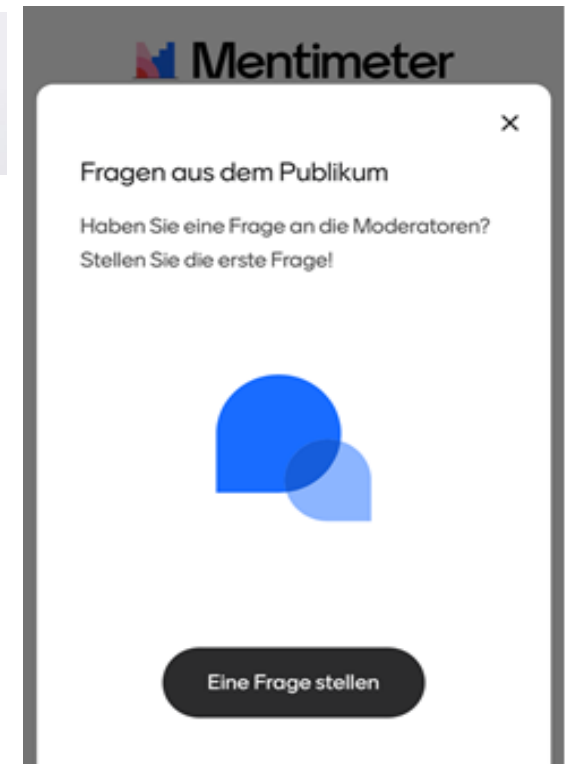 Mentimeter
Fragen aus dem Publikum
Haben Sie eine Frage an die Moderatoren?
Stellen Sie die erste Frage!
Eine Frage stellen